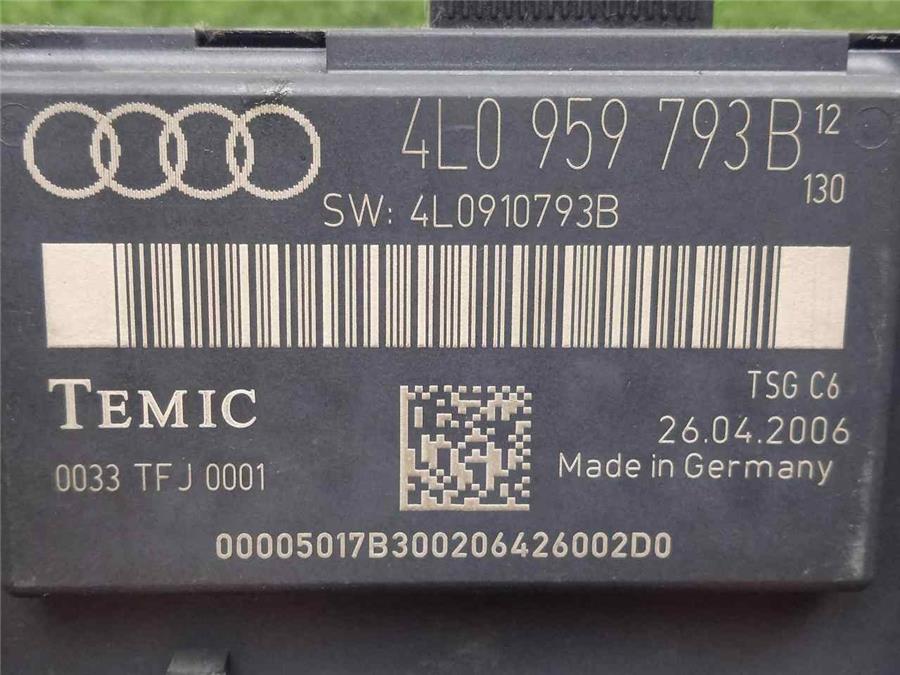 4L0 959 793B 12
130
SW: 4L0910793B
TEMIC
TSG C6
26.04.2006
0033 TFJ 0001
Made in Germany
00005017B300206426002D0